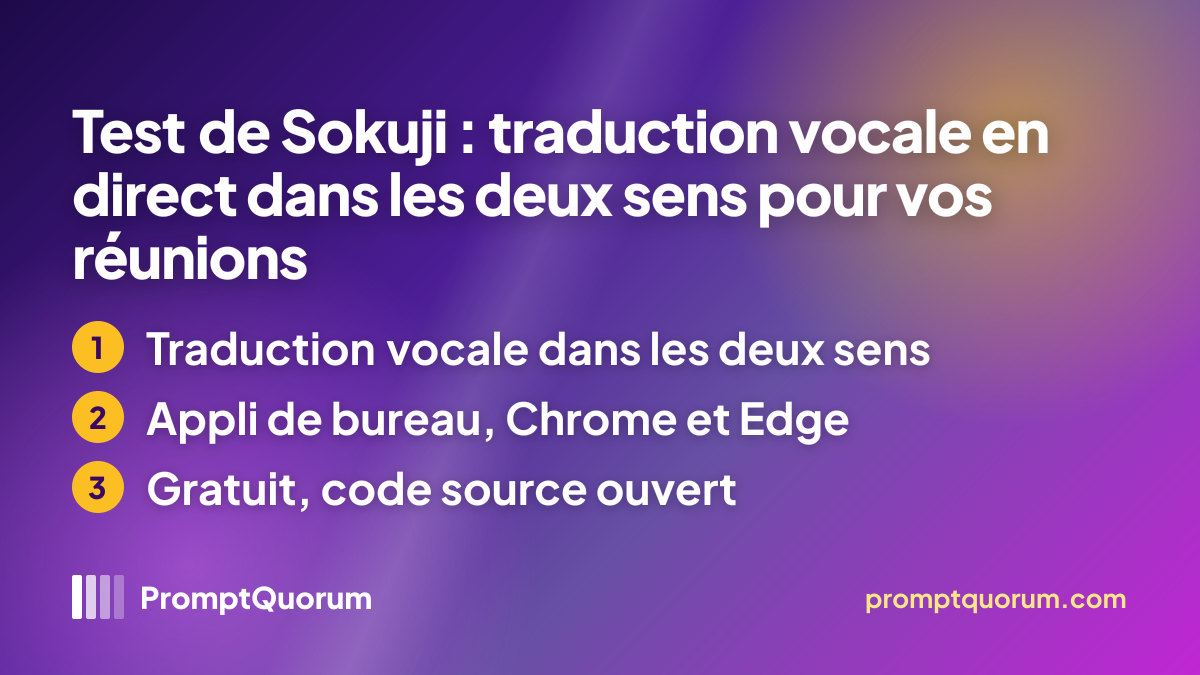 Test de Sokuji : traduction vocale en
direct dans les deux sens pour vos
réunions
1 Traduction vocale dans les deux sens
2 Appli de bureau, Chrome et Edge
3 Gratuit, code source ouvert
PromptQuorum
promptquorum.com